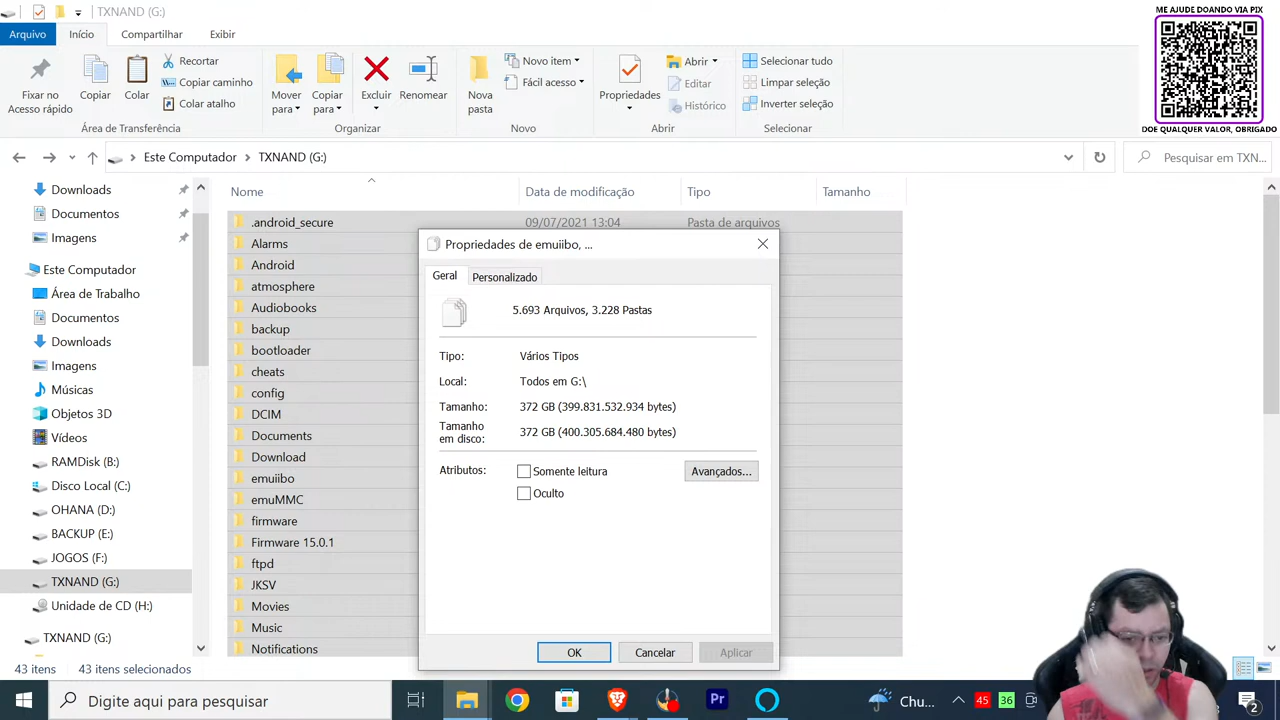 TXNAND (G:)
ME AJUDE DOANDO VIA PIX
Arquivo
Início
Compartilhar
Exibir
Fixar no
Acesso rápido
Copiar
Colar
Recortar
Copiar caminho
Colar atalho
Área de Transferência
Mover
para
Copiar
para
Excluir
Renomear
Organizar
Nova
pasta
Novo item
Fácil acesso
Novo
Propriedades
Abrir
Editar
Histórico
Abrir
Selecionar tudo
Limpar seleção
Inverter seleção
Selecionar
DOE QUALQUER VALOR, OBRIGADO
Este Computador
TXNAND (G:)
Pesquisar em TXN...
Downloads
Documentos
Imagens
Este Computador
Área de Trabalho
Documentos
Downloads
Imagens
Músicas
Objetos 3D
Vídeos
RAMDisk (B:)
Disco Local (C:)
OHANA (D:)
BACKUP (E:)
JOGOS (F:)
TXNAND (G:)
Unidade de CD (H:)
TXNAND (G:)
Nome
Data de modificação
Tipo
Tamanho
.android_secure
09/07/2021 13:04
Pasta de arquivos
Alarms
Android
atmosphere
Audiobooks
backup
bootloader
cheats
config
DCIM
Documents
Download
emuiibo
emuMMC
firmware
Firmware 15.0.1
ftpd
JKSV
Movies
Music
Notifications
Propriedades de emuiibo, ...
Geral
Personalizado
5.693 Arquivos, 3.228 Pastas
Tipo:
Vários Tipos
Local:
Todos em G:\
Tamanho:
372 GB (399.831.532.934 bytes)
Tamanho
em disco:
372 GB (400.305.684.480 bytes)
Atributos:
Somente leitura
Avançados...
Oculto
OK
Cancelar
Aplicar
43 itens
43 itens selecionados
Digite aqui para pesquisar
Pr
Chu...
45
36
2